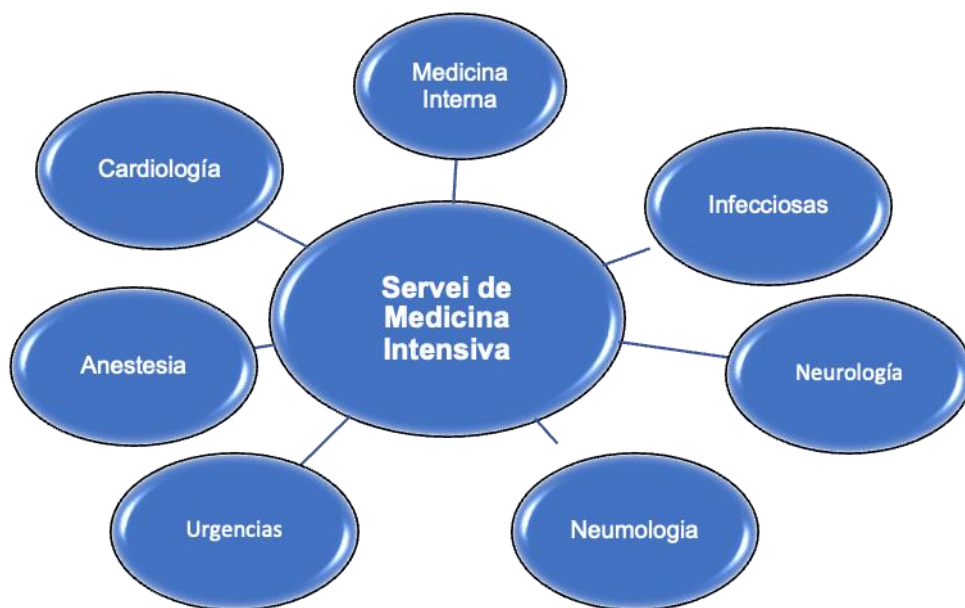 Medicina
Interna
Cardiología
Infecciosas
Servei de
Medicina
Intensiva
Anestesia
Neurología
Urgencias
Neumologia